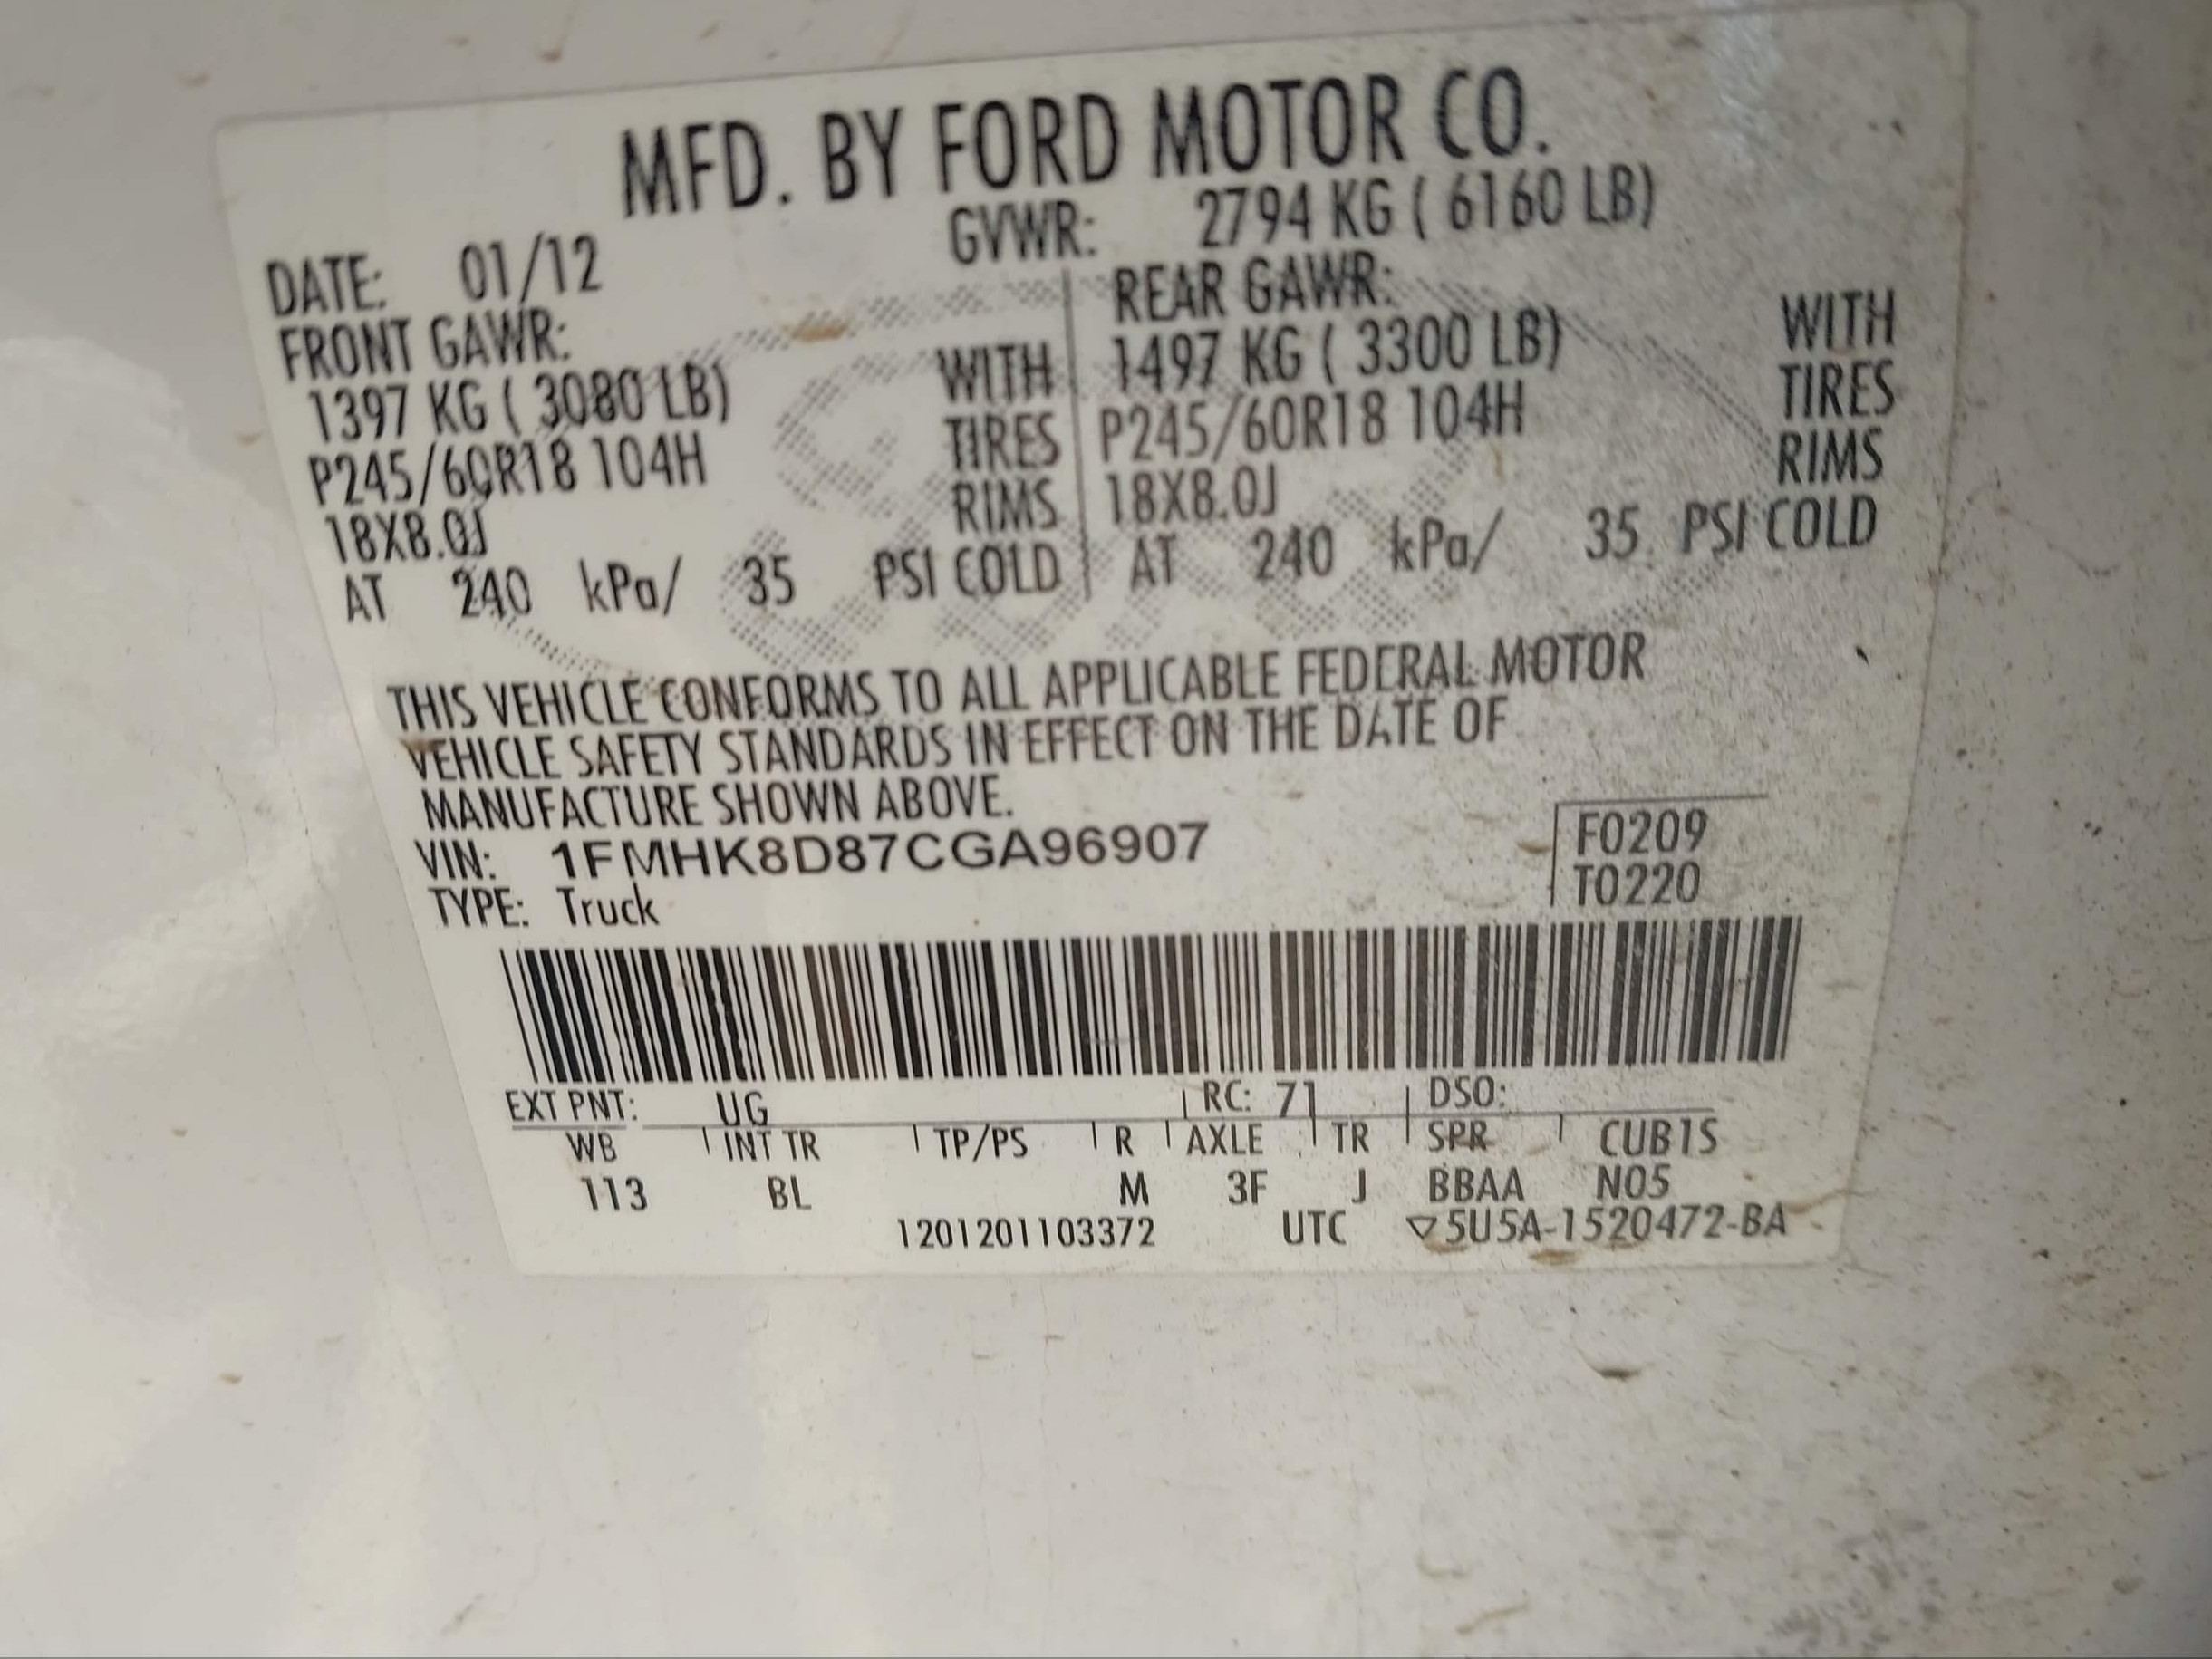 MFD. BY FORD MOTOR CO.
DATE: 01/12 GVWR: 2794 KG ( 6160 LB)
FRONT GAWR: REAR GAWR:
1397 KG ( 3080 LB) WITH 1497 KG ( 3300 LB) WITH
P245/60R18 104H TIRES P245/60R18 104H TIRES
18X8.0J RIMS 18X8.0J RIMS
AT 240 kPa/ 35 PSI COLD AT 240 kPa/ 35 PSI COLD
THIS VEHICLE CONFORMS TO ALL APPLICABLE FEDERAL MOTOR
VEHICLE SAFETY STANDARDS IN EFFECT ON THE DATE OF
MANUFACTURE SHOWN ABOVE.
VIN: 1FMHK8D87CGA96907 F0209
TYPE: Truck T0220
EXT PNT: UG RC: 71 DSO:
WB INT TR TP/PS R AXLE TR SPR CUB1S
113 BL M 3F J BBAA N05
1201201103372 UTC ▽5U5A-1520472-BA